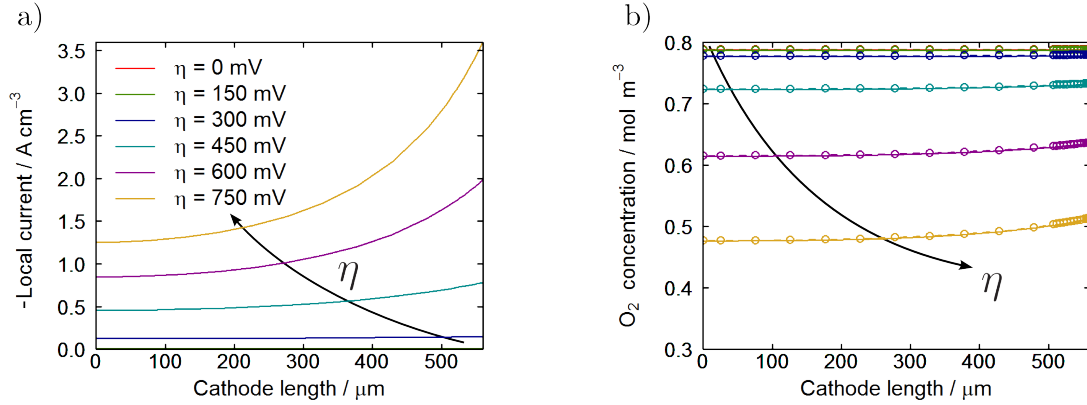 a)
3.5
3.0
2.5
2.0
1.5
1.0
0.5
0.0
-Local current / A cm⁻³
η = 0 mV
η = 150 mV
η = 300 mV
η = 450 mV
η = 600 mV
η = 750 mV
η
0 100 200 300 400 500
Cathode length / μm
b)
0.8
0.7
0.6
0.5
0.4
0.3
O₂ concentration / mol m⁻³
η
0 100 200 300 400 500
Cathode length / μm